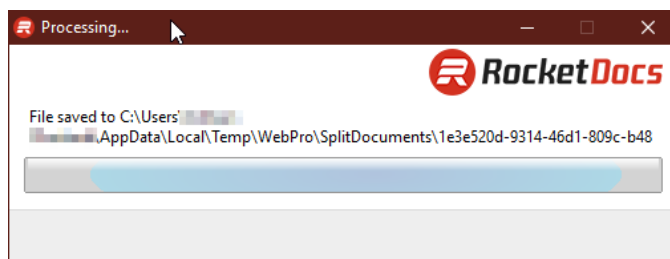 Processing...
RocketDocs
File saved to C:\Users\
\AppData\Local\Temp\WebPro\SplitDocuments\1e3e520d-9314-46d1-809c-b48